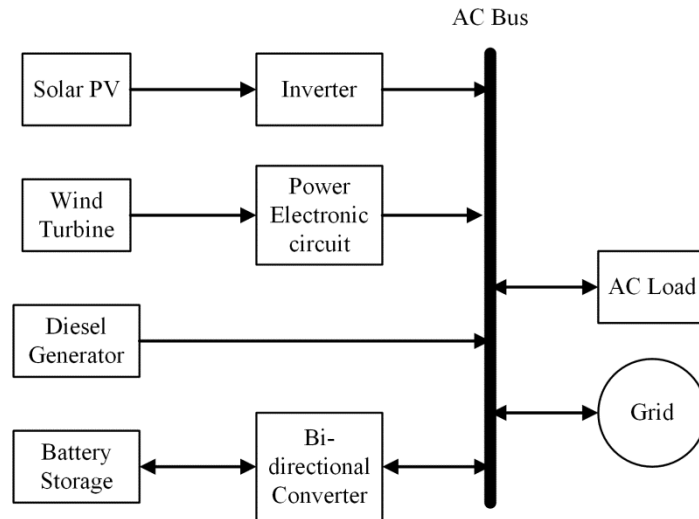 AC Bus
Solar PV
Inverter
Wind
Turbine
Power
Electronic
circuit
AC Load
Diesel
Generator
Grid
Battery
Storage
Bi-
directional
Converter